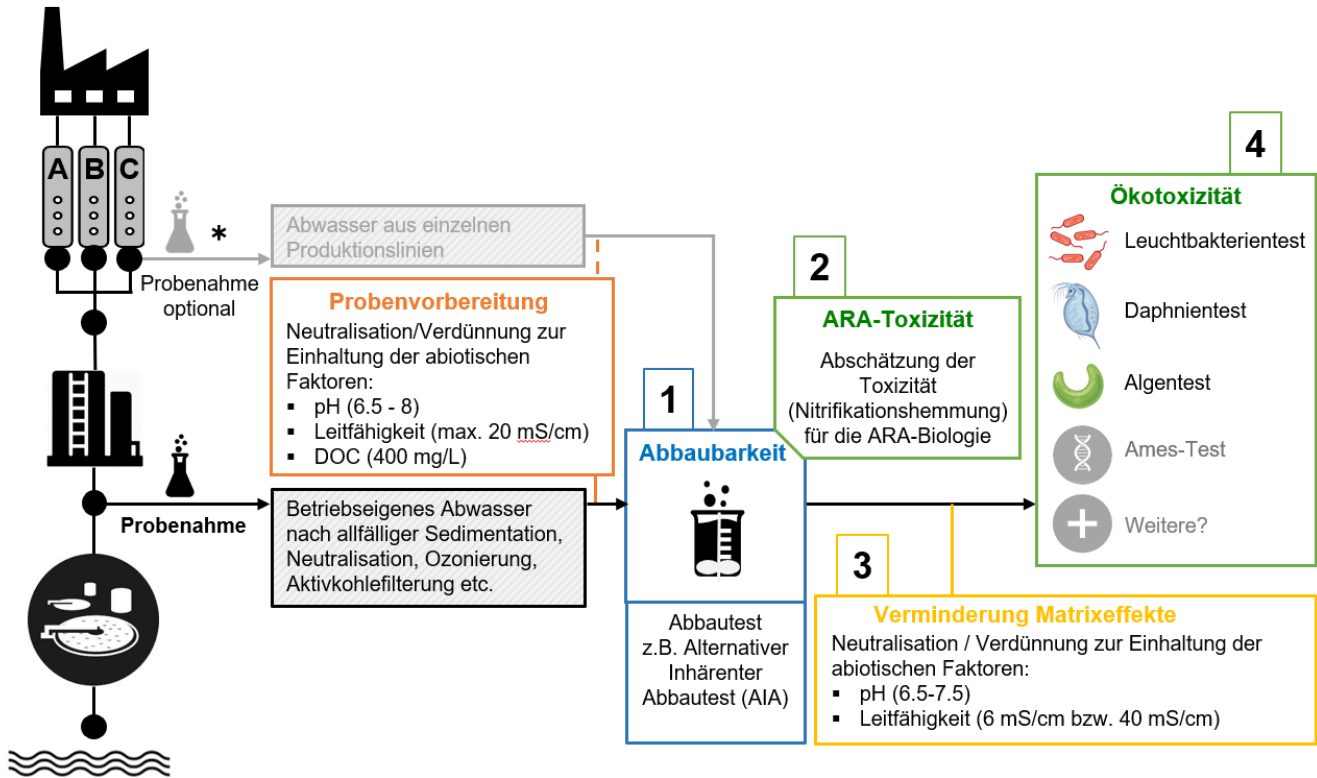 A B C
*
Probenahme
optional
Abwasser aus einzelnen
Produktionslinien
Probenvorbereitung
Neutralisation/Verdünnung zur
Einhaltung der abiotischen
Faktoren:
▪ pH (6.5 - 8)
▪ Leitfähigkeit (max. 20 mS/cm)
▪ DOC (400 mg/L)
Probenahme
Betriebseigenes Abwasser
nach allfälliger Sedimentation,
Neutralisation, Ozonierung,
Aktivkohlefilterung etc.
1
Abbaubarkeit
Abbautest
z.B. Alternativer
Inhärenter
Abbautest (AIA)
2
ARA-Toxizität
Abschätzung der
Toxizität
(Nitrifikationshemmung)
für die ARA-Biologie
3
Verminderung Matrixeffekte
Neutralisation / Verdünnung zur Einhaltung der
abiotischen Faktoren:
▪ pH (6.5-7.5)
▪ Leitfähigkeit (6 mS/cm bzw. 40 mS/cm)
4
Ökotoxizität
Leuchtbakterientest
Daphnientest
Algentest
Ames-Test
Weitere?